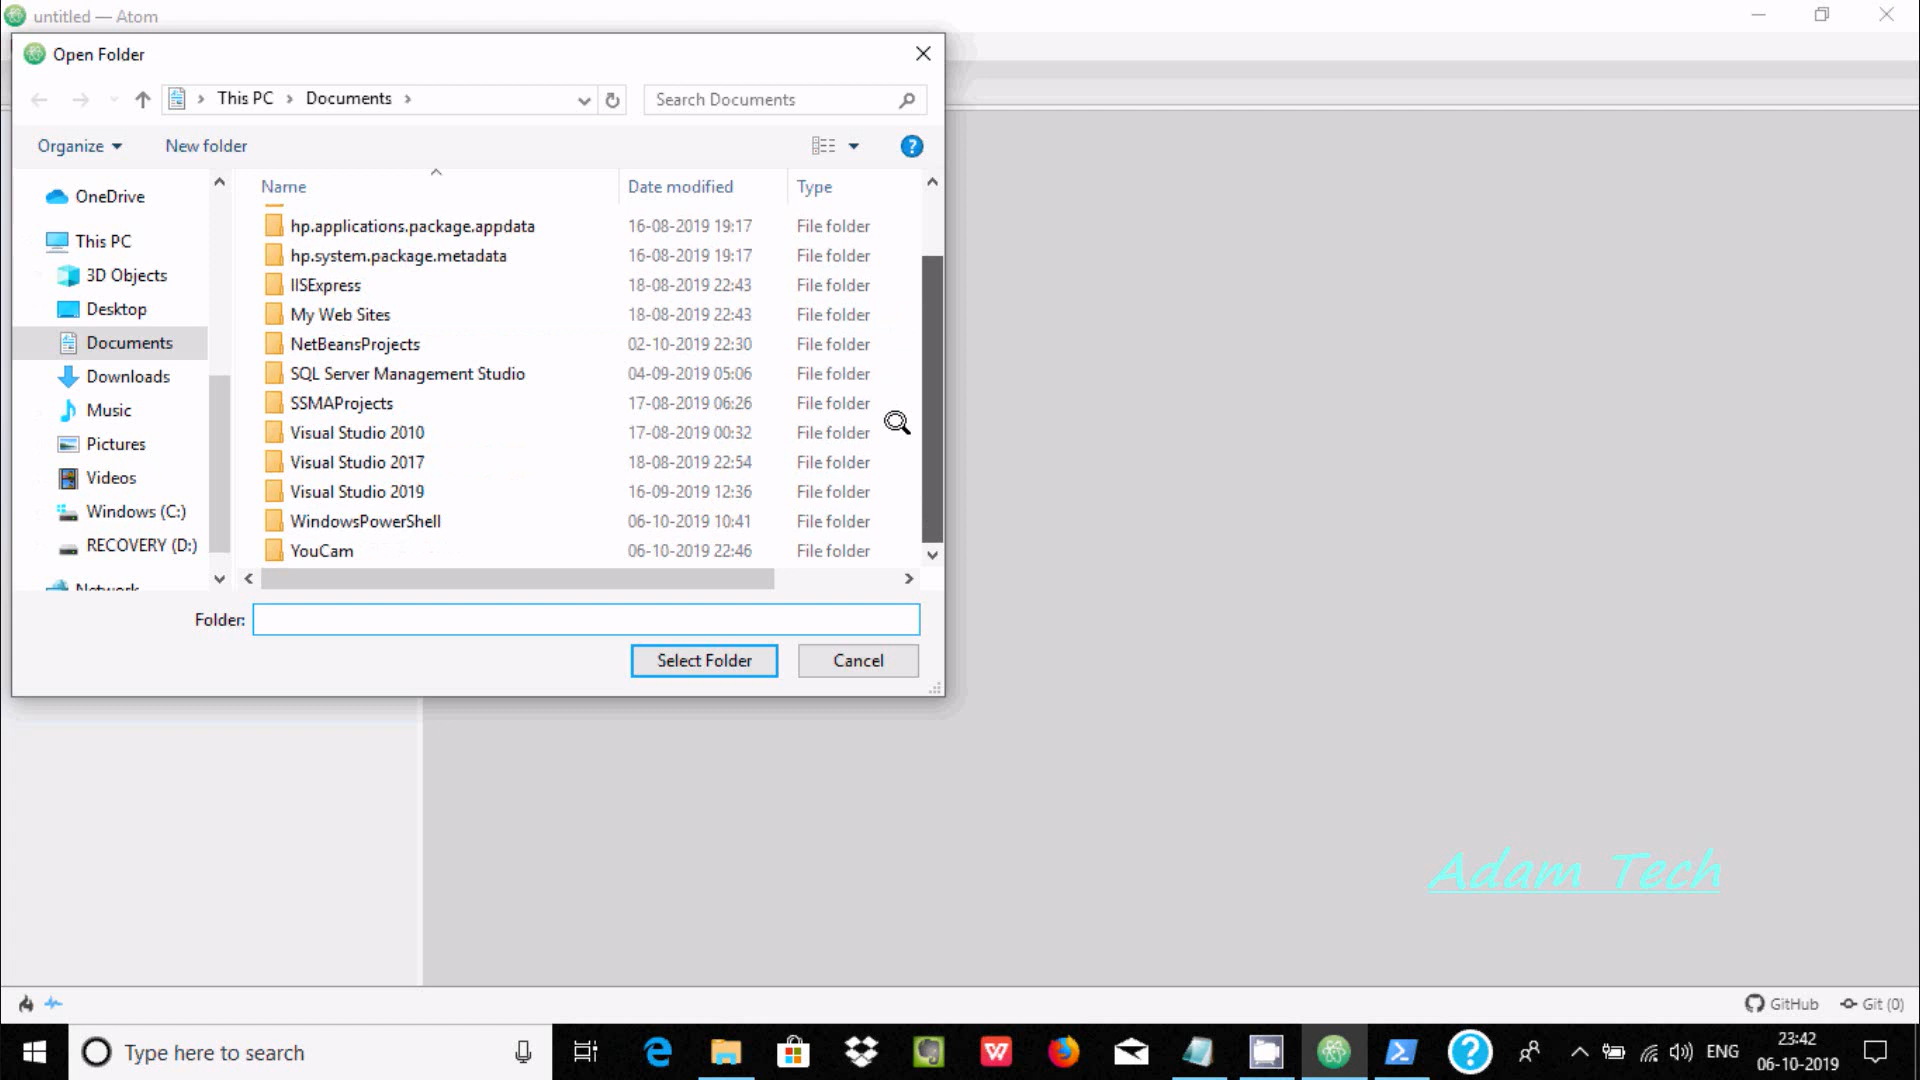 untitled — Atom
Open Folder
This PC
Documents
Search Documents
Organize
New folder
Name
Date modified
Type
OneDrive
This PC
3D Objects
Desktop
Documents
Downloads
Music
Pictures
Videos
Windows (C:)
RECOVERY (D:)
Network
hp.applications.package.appdata 16-08-2019 19:17 File folder
hp.system.package.metadata 16-08-2019 19:17 File folder
IISExpress 18-08-2019 22:43 File folder
My Web Sites 18-08-2019 22:43 File folder
NetBeansProjects 02-10-2019 22:30 File folder
SQL Server Management Studio 04-09-2019 05:06 File folder
SSMAProjects 17-08-2019 06:26 File folder
Visual Studio 2010 17-08-2019 00:32 File folder
Visual Studio 2017 18-08-2019 22:54 File folder
Visual Studio 2019 16-09-2019 12:36 File folder
WindowsPowerShell 06-10-2019 10:41 File folder
YouCam 06-10-2019 22:46 File folder
Folder:
Select Folder
Cancel
Adam Tech
GitHub
Git (0)
Type here to search
ENG
23:42
06-10-2019